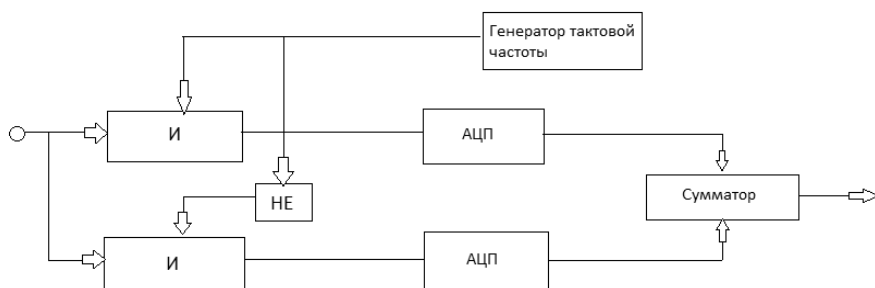 Генератор тактовой
частоты
И
АЦП
НЕ
Сумматор
И
АЦП